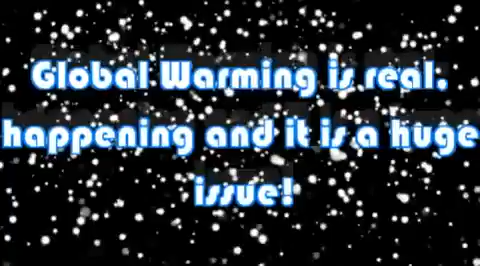 Global Warming is real,
happening and it is a huge
issue!